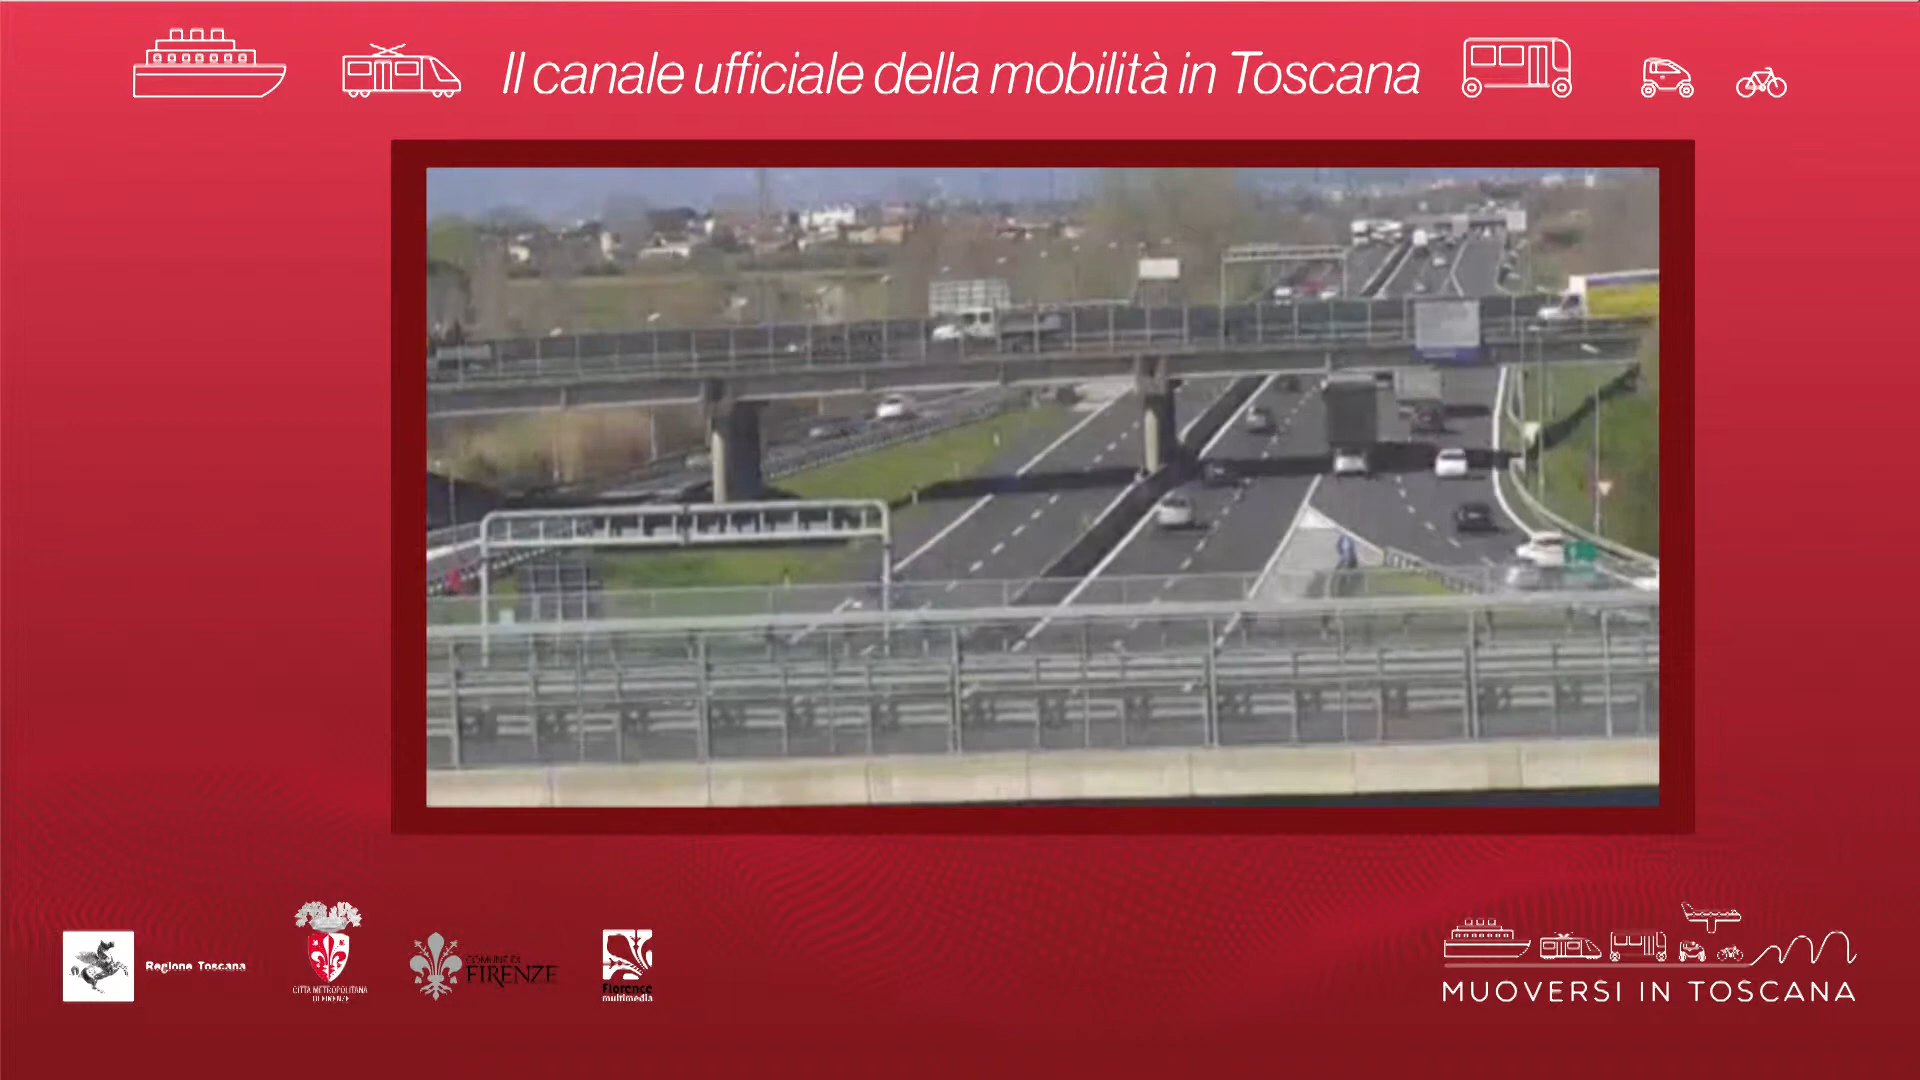 Il canale ufficiale della mobilità in Toscana
Regione Toscana
CITTÀ METROPOLITANA
DI FIRENZE
COMUNE DI
FIRENZE
Florence
multimedia
MUOVERSI IN TOSCANA